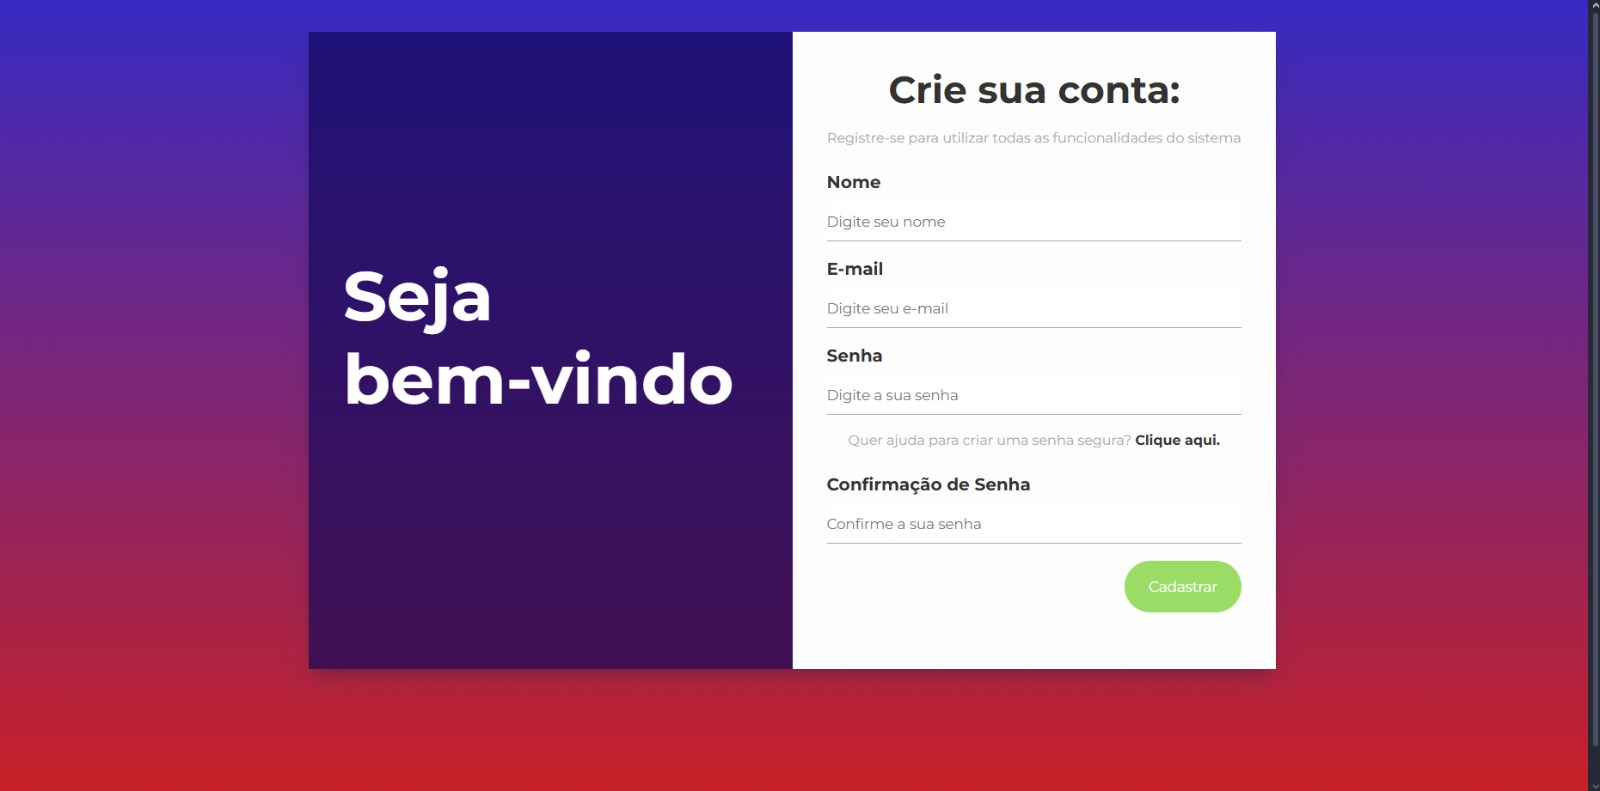 Seja
bem-vindo
Crie sua conta:
Registre-se para utilizar todas as funcionalidades do sistema
Nome
Digite seu nome
E-mail
Digite seu e-mail
Senha
Digite a sua senha
Quer ajuda para criar uma senha segura? Clique aqui.
Confirmação de Senha
Confirme a sua senha
Cadastrar